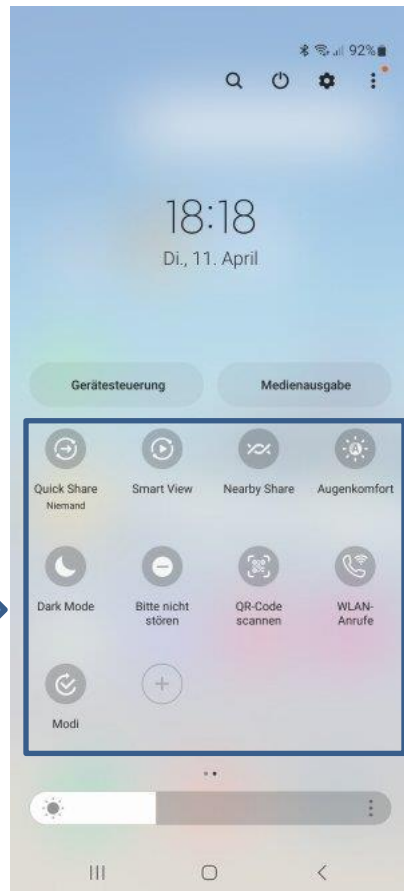 92%
18:18
Di., 11. April
Gerätesteuerung Medienausgabe
Quick Share Smart View Nearby Share Augenkomfort
Niemand
Dark Mode Bitte nicht QR-Code WLAN-
stören scannen Anrufe
Modi